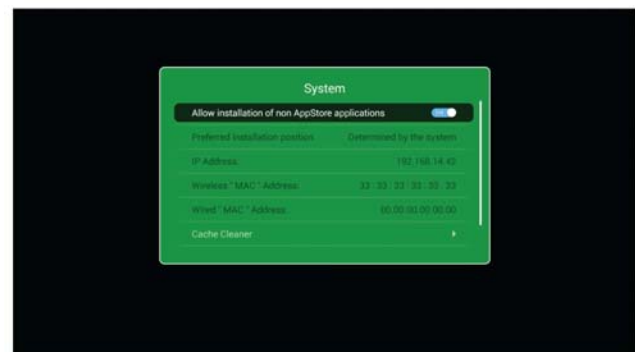 System
Allow installation of non AppStore applications ON
Preferred installation position Determined by the system
IP Address: 192.168.14.42
Wireless " MAC " Address: 33 : 33 : 33 : 33 : 33 : 33
Wired " MAC " Address: 00:00:00:00:00:00
Cache Cleaner